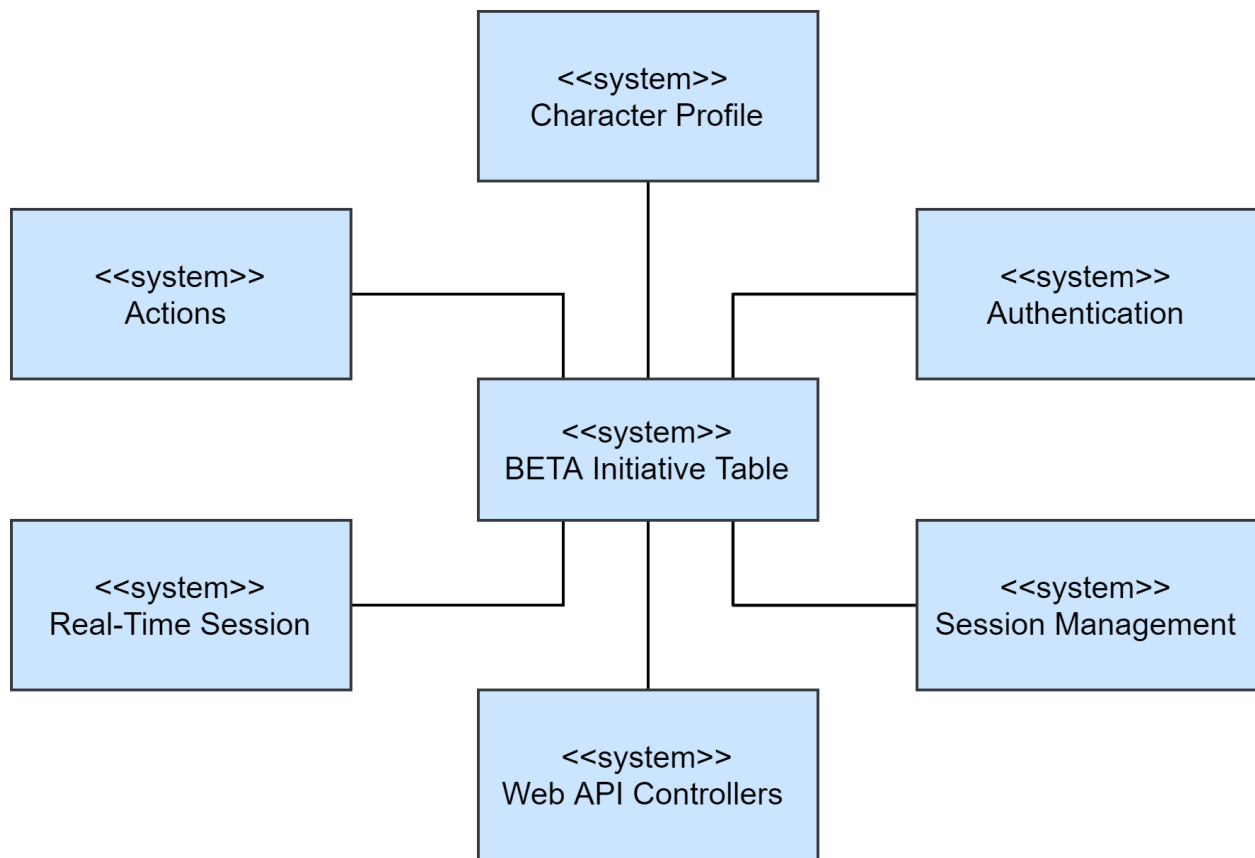 <<system>>
Character Profile
<<system>>
Actions
<<system>>
Authentication
<<system>>
BETA Initiative Table
<<system>>
Real-Time Session
<<system>>
Session Management
<<system>>
Web API Controllers